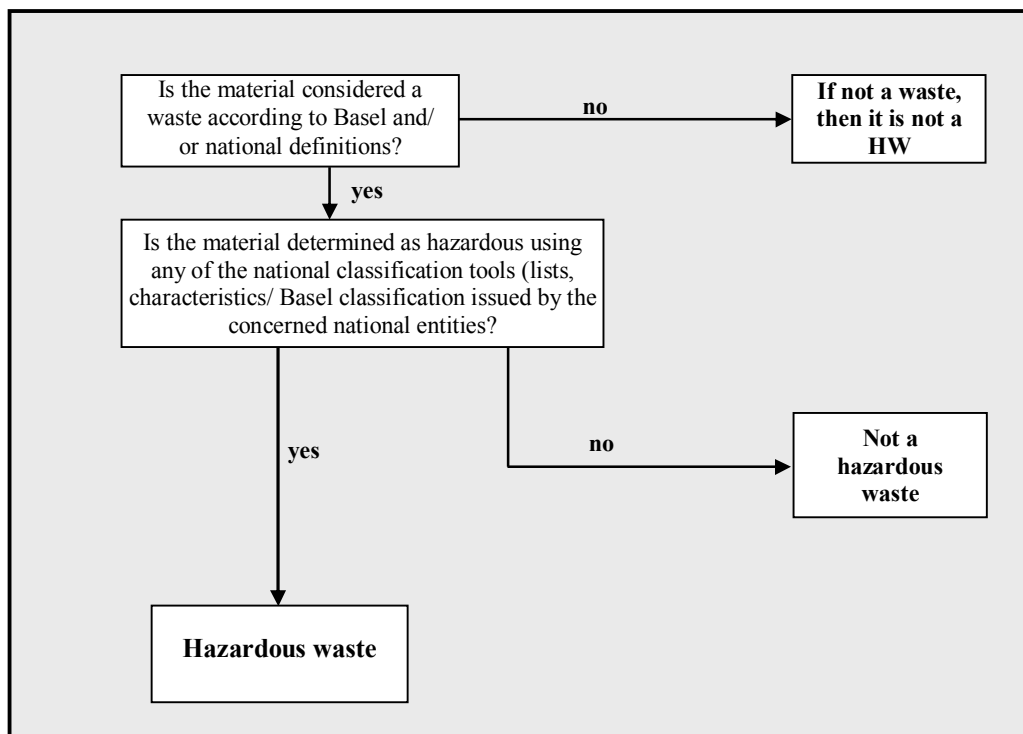 Is the material considered a
waste according to Basel and/
or national definitions?
no
If not a waste,
then it is not a
HW
yes
Is the material determined as hazardous using
any of the national classification tools (lists,
characteristics/ Basel classification issued by the
concerned national entities?
yes
no
Not a
hazardous
waste
Hazardous waste